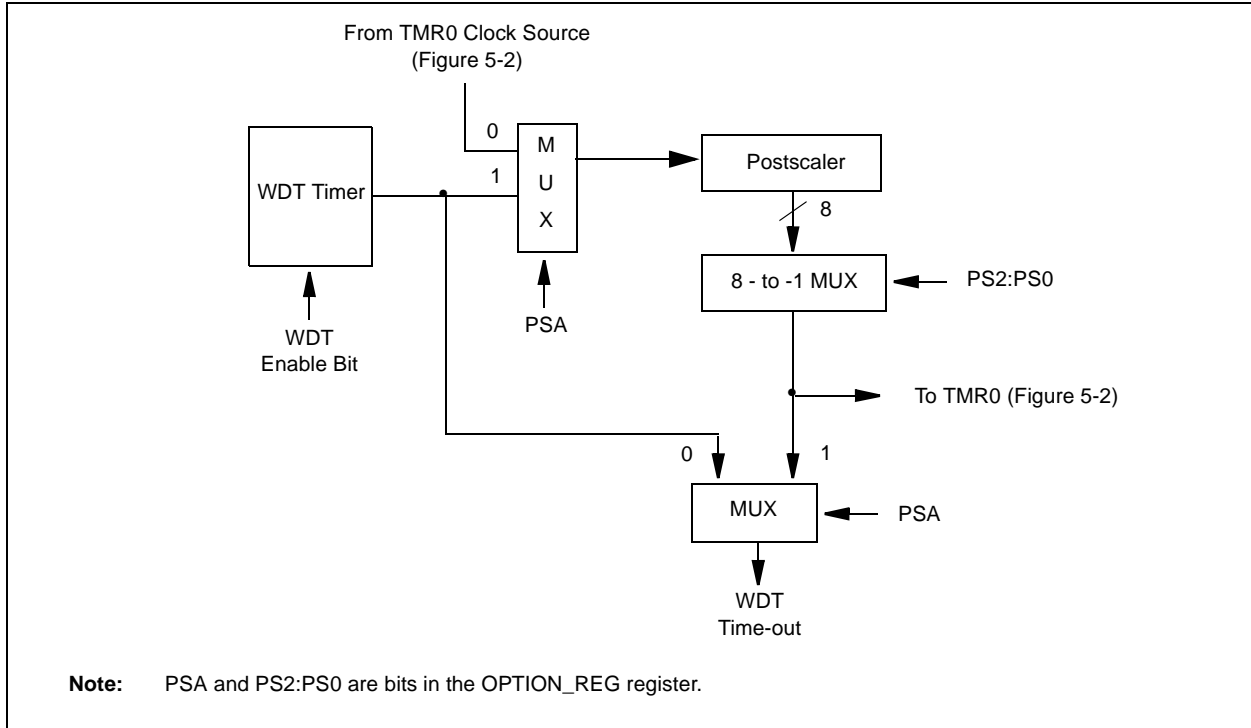 From TMR0 Clock Source
(Figure 5-2)
0
M
U
X
1
WDT Timer
Postscaler
8
8 - to -1 MUX
PS2:PS0
PSA
WDT
Enable Bit
To TMR0 (Figure 5-2)
0
1
MUX
PSA
WDT
Time-out
Note: PSA and PS2:PS0 are bits in the OPTION_REG register.